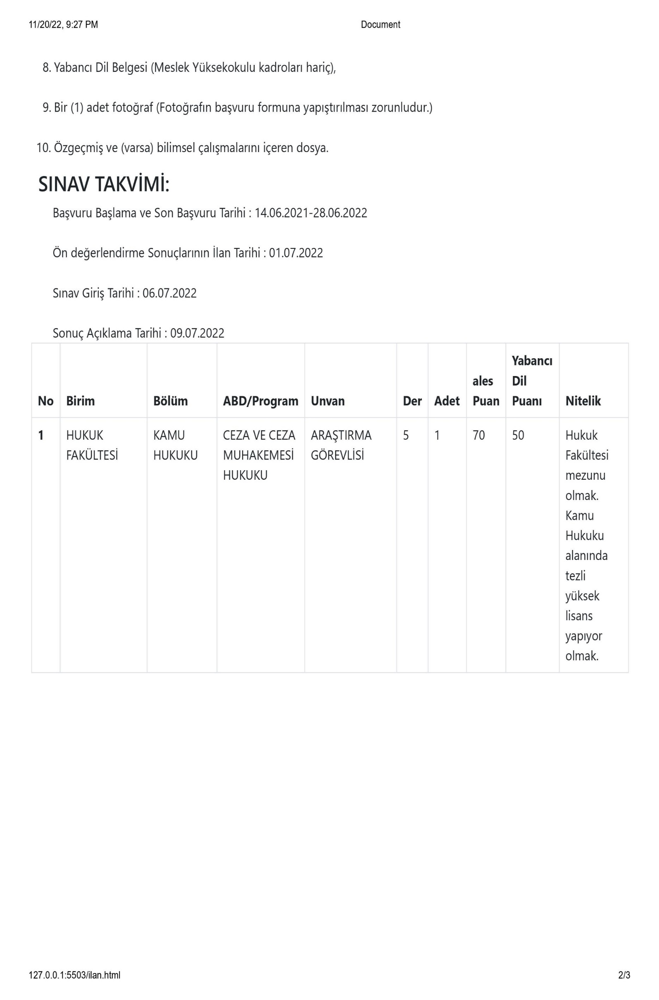 11/20/22, 9:27 PM
Document
8. Yabancı Dil Belgesi (Meslek Yüksekokulu kadroları hariç),
9. Bir (1) adet fotoğraf (Fotoğrafın başvuru formuna yapıştırılması zorunludur.)
10. Özgeçmiş ve (varsa) bilimsel çalışmalarını içeren dosya.
SINAV TAKVİMİ:
Başvuru Başlama ve Son Başvuru Tarihi : 14.06.2021-28.06.2022
Ön değerlendirme Sonuçlarının İlan Tarihi : 01.07.2022
Sınav Giriş Tarihi : 06.07.2022
Sonuç Açıklama Tarihi : 09.07.2022
No
Birim
Bölüm
ABD/Program
Unvan
Der
Adet
ales
Puan
Yabancı
Dil
Puanı
Nitelik
1
HUKUK
FAKÜLTESİ
KAMU
HUKUKU
CEZA VE CEZA
MUHAKEMESİ
HUKUKU
ARAŞTIRMA
GÖREVLİSİ
5
1
70
50
Hukuk
Fakültesi
mezunu
olmak.
Kamu
Hukuku
alanında
tezli
yüksek
lisans
yapıyor
olmak.
127.0.0.1:5503/ilan.html
2/3